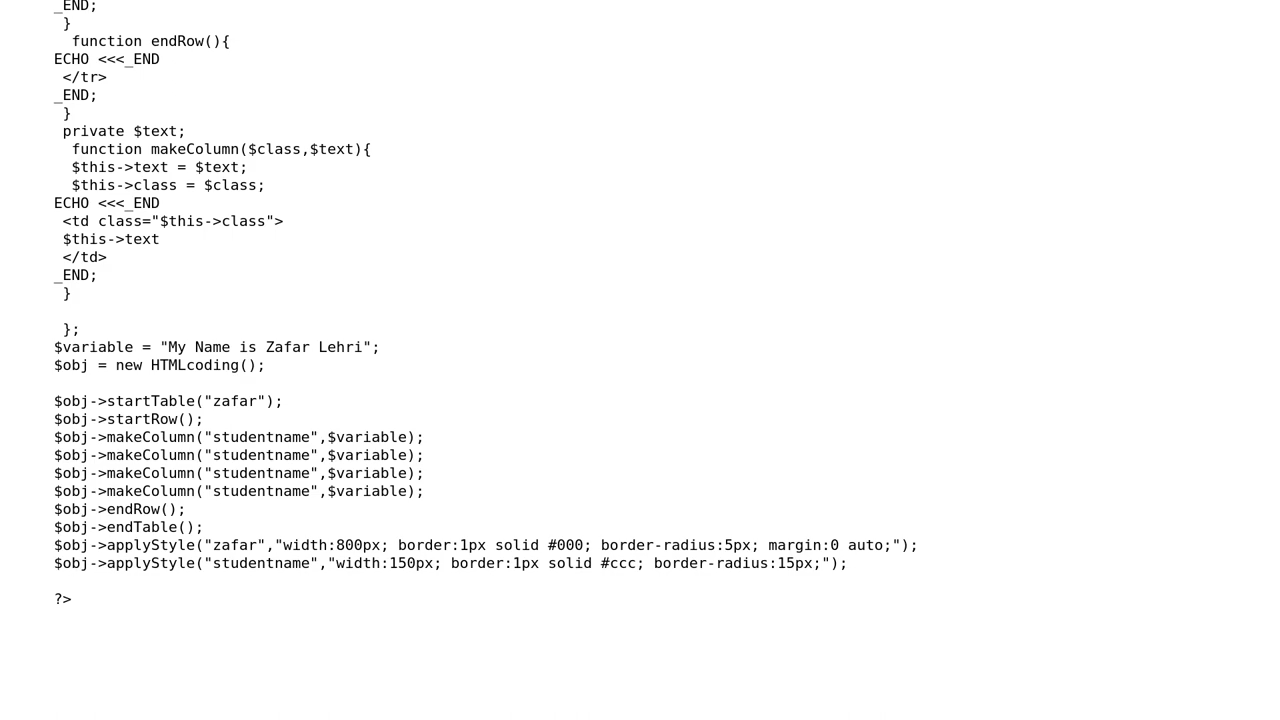 _END;
 }
  function endRow(){
ECHO <<<_END
 </tr>
_END;
 }
 private $text;
  function makeColumn($class,$text){
  $this->text = $text;
  $this->class = $class;
ECHO <<<_END
 <td class="$this->class">
 $this->text
 </td>
_END;
 }

 };
$variable = "My Name is Zafar Lehri";
$obj = new HTMLcoding();

$obj->startTable("zafar");
$obj->startRow();
$obj->makeColumn("studentname",$variable);
$obj->makeColumn("studentname",$variable);
$obj->makeColumn("studentname",$variable);
$obj->makeColumn("studentname",$variable);
$obj->endRow();
$obj->endTable();
$obj->applyStyle("zafar","width:800px; border:1px solid #000; border-radius:5px; margin:0 auto;");
$obj->applyStyle("studentname","width:150px; border:1px solid #ccc; border-radius:15px;");

?>